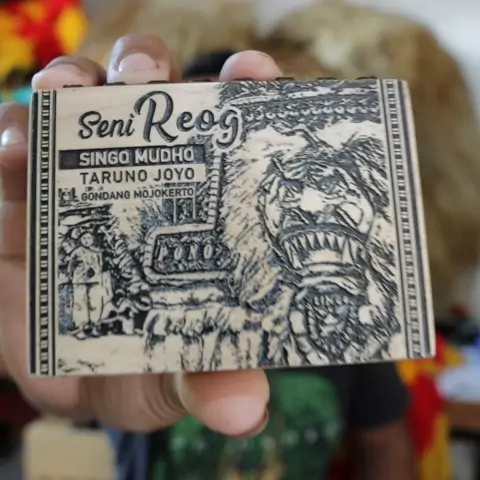 Seni Reog
SINGO MUDHO
TARUNO JOYO
GONDANG MOJOKERTO